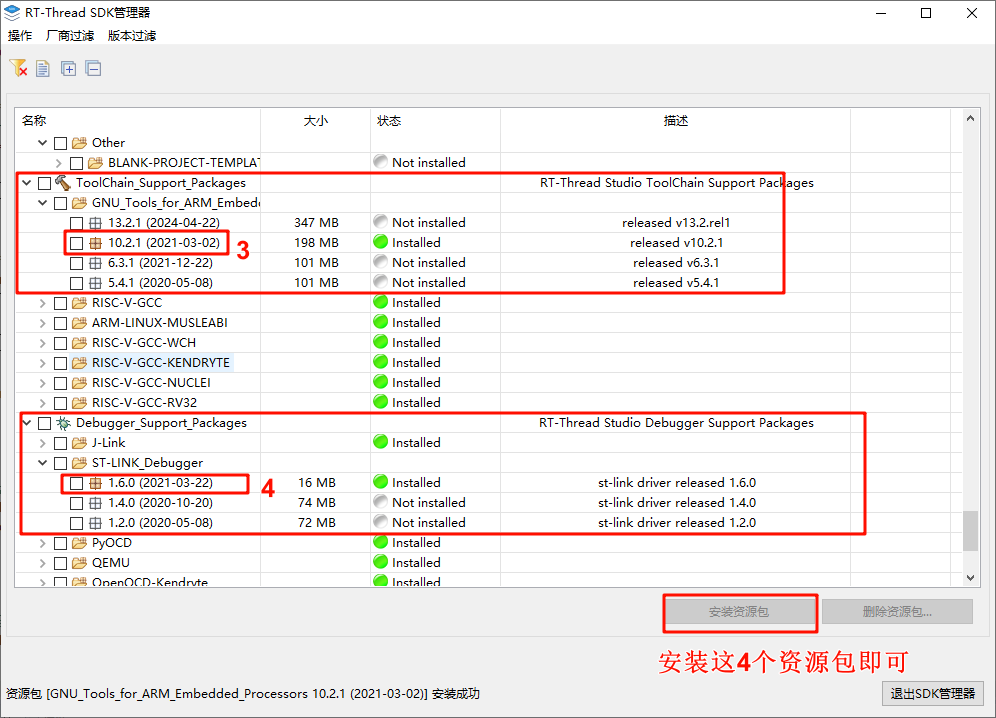 RT-Thread SDK管理器
操作 厂商过滤 版本过滤
名称 大小 状态 描述
Other
BLANK-PROJECT-TEMPLAT Not installed
ToolChain_Support_Packages RT-Thread Studio ToolChain Support Packages
GNU_Tools_for_ARM_Embed
13.2.1 (2024-04-22) 347 MB Not installed released v13.2.rel1
10.2.1 (2021-03-02) 198 MB Installed released v10.2.1
3
6.3.1 (2021-12-22) 101 MB Not installed released v6.3.1
5.4.1 (2020-05-08) 101 MB Not installed released v5.4.1
RISC-V-GCC Installed
ARM-LINUX-MUSLEABI Installed
RISC-V-GCC-WCH Installed
RISC-V-GCC-KENDRYTE Installed
RISC-V-GCC-NUCLEI Installed
RISC-V-GCC-RV32 Installed
Debugger_Support_Packages RT-Thread Studio Debugger Support Packages
J-Link Installed
ST-LINK_Debugger
1.6.0 (2021-03-22) 16 MB Installed st-link driver released 1.6.0
4
1.4.0 (2020-10-20) 74 MB Not installed st-link driver released 1.4.0
1.2.0 (2020-05-08) 72 MB Not installed st-link driver released 1.2.0
PyOCD Installed
QEMU Installed
OpenOCD-Kendryte Installed
安装资源包 删除资源包...
安装这4个资源包即可
资源包 [GNU_Tools_for_ARM_Embedded_Processors 10.2.1 (2021-03-02)] 安装成功
退出SDK管理器